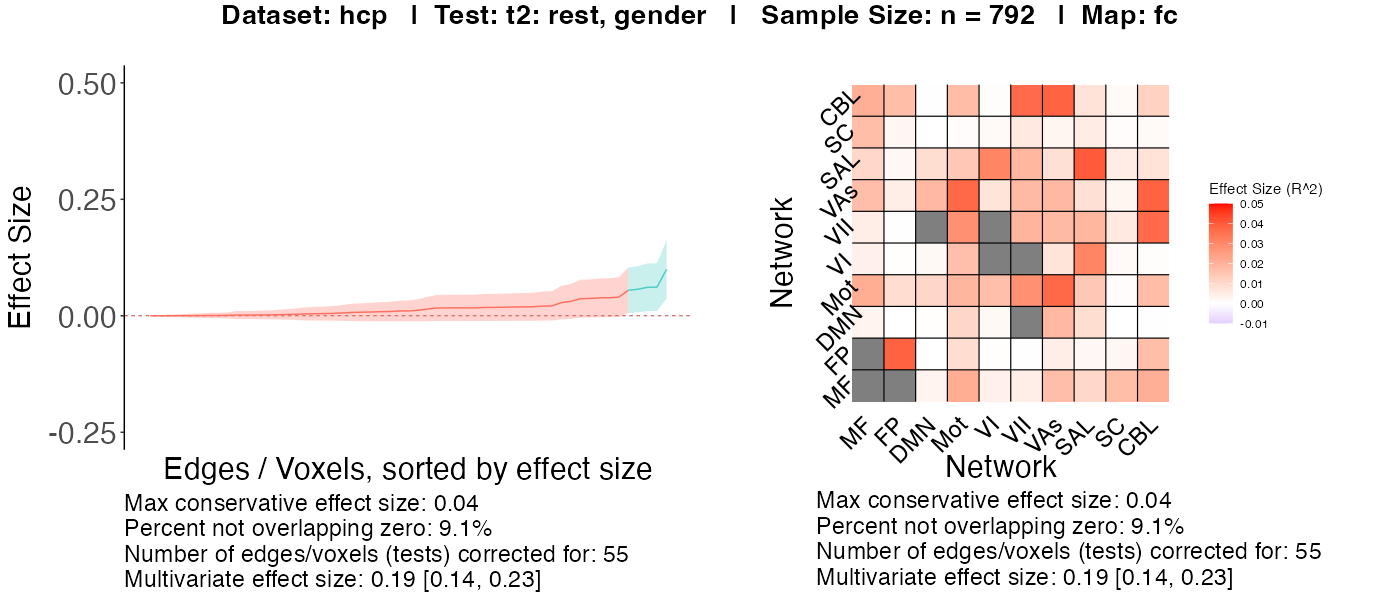 Dataset: hcp | Test: t2: rest, gender | Sample Size: n = 792 | Map: fc
0.50
0.25
0.00
-0.25
Effect Size
Edges / Voxels, sorted by effect size
Max conservative effect size: 0.04
Percent not overlapping zero: 9.1%
Number of edges/voxels (tests) corrected for: 55
Multivariate effect size: 0.19 [0.14, 0.23]
Network
CBL
SC
SAL
VAs
VII
VI
Mot
DMN
FP
MF
MF
FP
DMN
Mot
VI
VII
VAs
SAL
SC
CBL
Network
Effect Size (R^2)
0.05
0.04
0.03
0.02
0.01
0.00
-0.01
Max conservative effect size: 0.04
Percent not overlapping zero: 9.1%
Number of edges/voxels (tests) corrected for: 55
Multivariate effect size: 0.19 [0.14, 0.23]